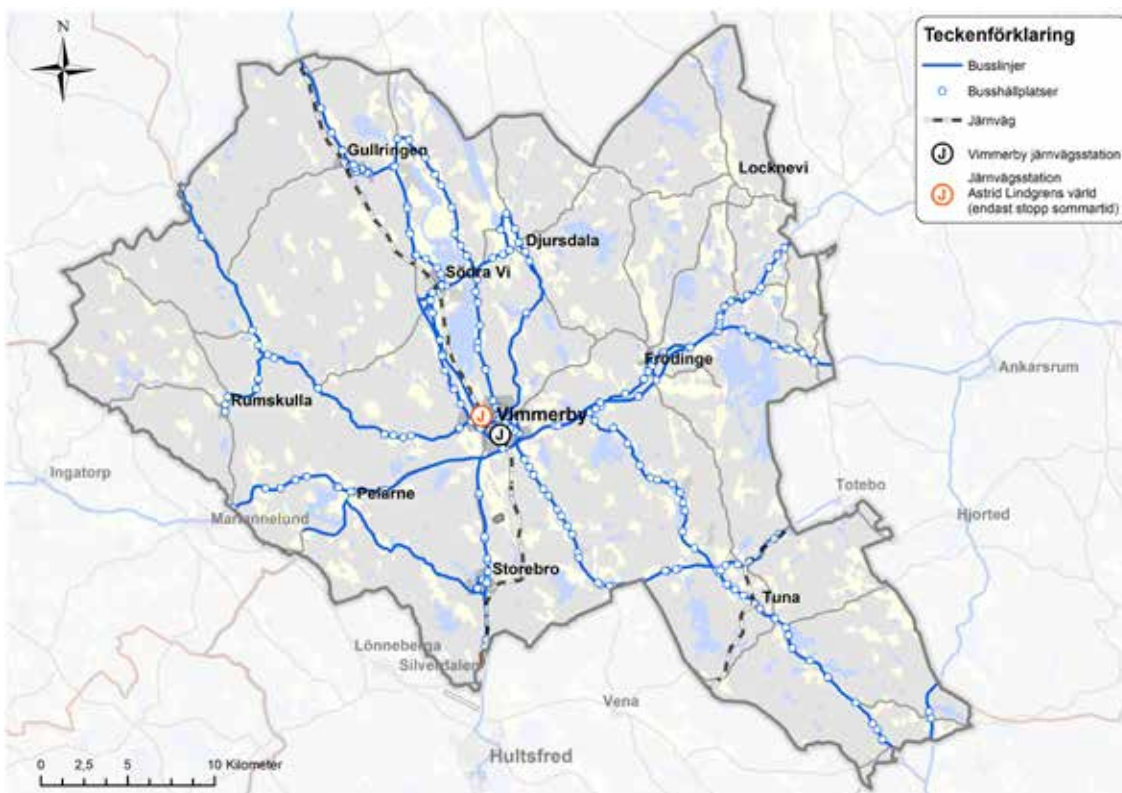 N
Teckenförklaring
Busslinjer
Busshållplatser
Järnväg
J
Vimmerby järnvägsstation
J
Järnvägsstation
Astrid Lindgrens värld
(endast stopp sommartid)
Gullringen
Locknevi
Djursdala
Södra Vi
Frödinge
Ankarsrum
Rumskulla
J
Vimmerby
J
Ingatorp
Pelarne
Totebo
Mariannelund
Hjorted
Storebro
Tuna
Lönneberga
Silverdalen
Vena
Hultsfred
0 2,5 5 10 Kilometer